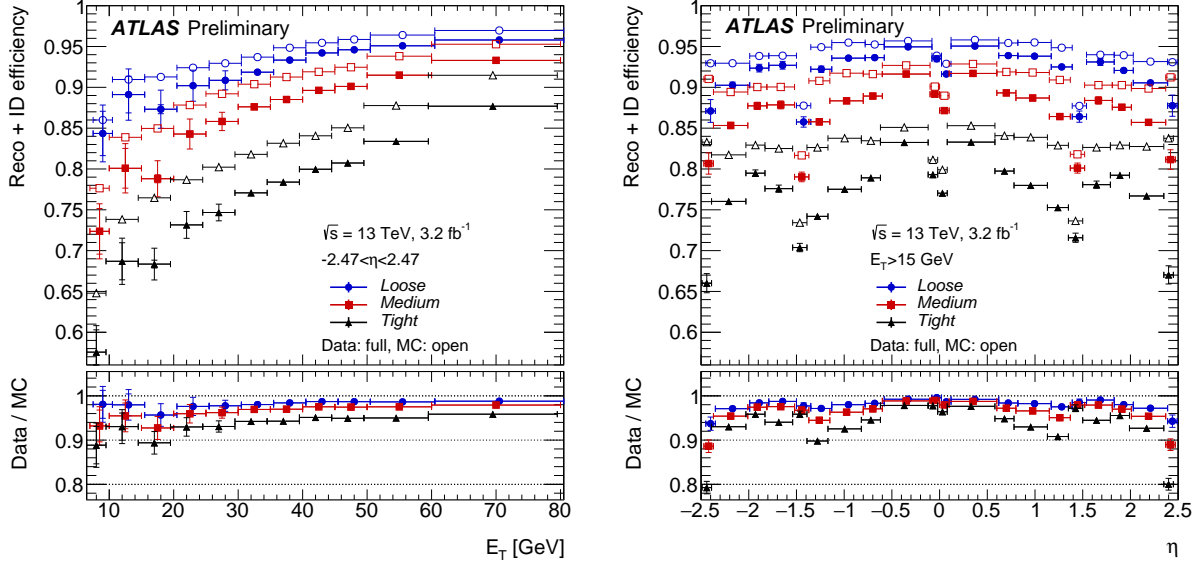 ATLAS Preliminary
Reco + ID efficiency
0.95
0.9
0.85
0.8
0.75
0.7
0.65
0.6
√s = 13 TeV, 3.2 fb⁻¹
-2.47<η<2.47
Loose
Medium
Tight
Data: full, MC: open
Data / MC
1
0.9
0.8
10 20 30 40 50 60 70 80
E_T [GeV]
ATLAS Preliminary
Reco + ID efficiency
0.95
0.9
0.85
0.8
0.75
0.7
0.65
0.6
√s = 13 TeV, 3.2 fb⁻¹
E_T>15 GeV
Loose
Medium
Tight
Data: full, MC: open
Data / MC
1
0.9
0.8
−2.5 −2 −1.5 −1 −0.5 0 0.5 1 1.5 2 2.5
η